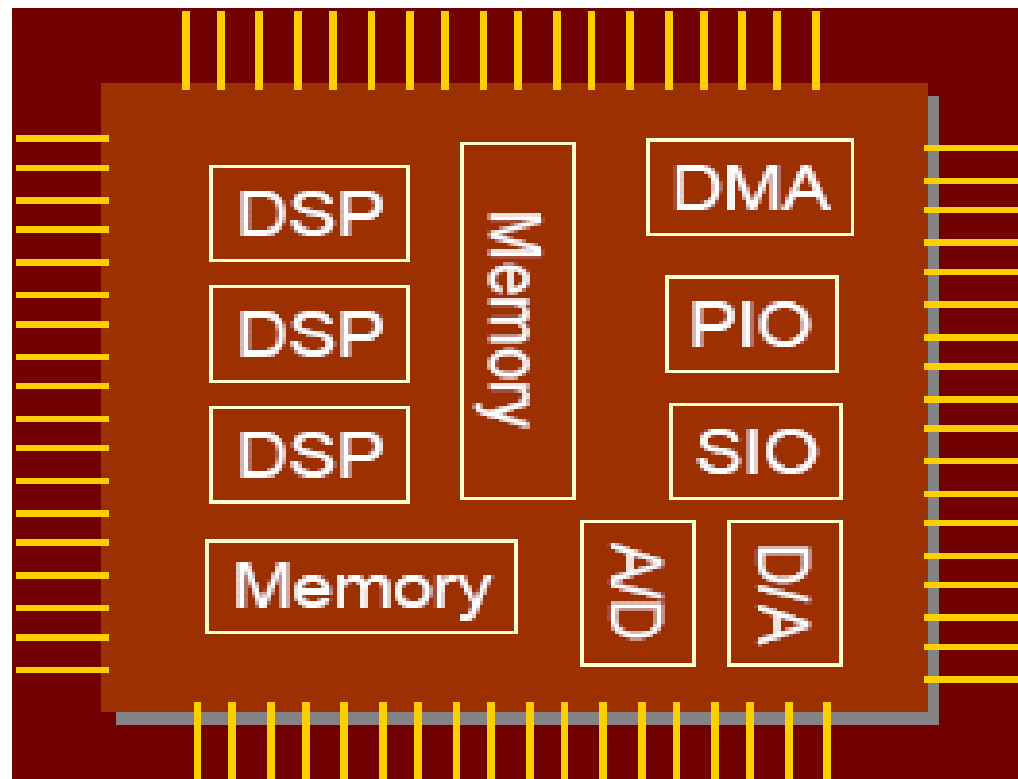 DSP
DSP
DSP
Memory
Memory
DMA
PIO
SIO
A/D
D/A